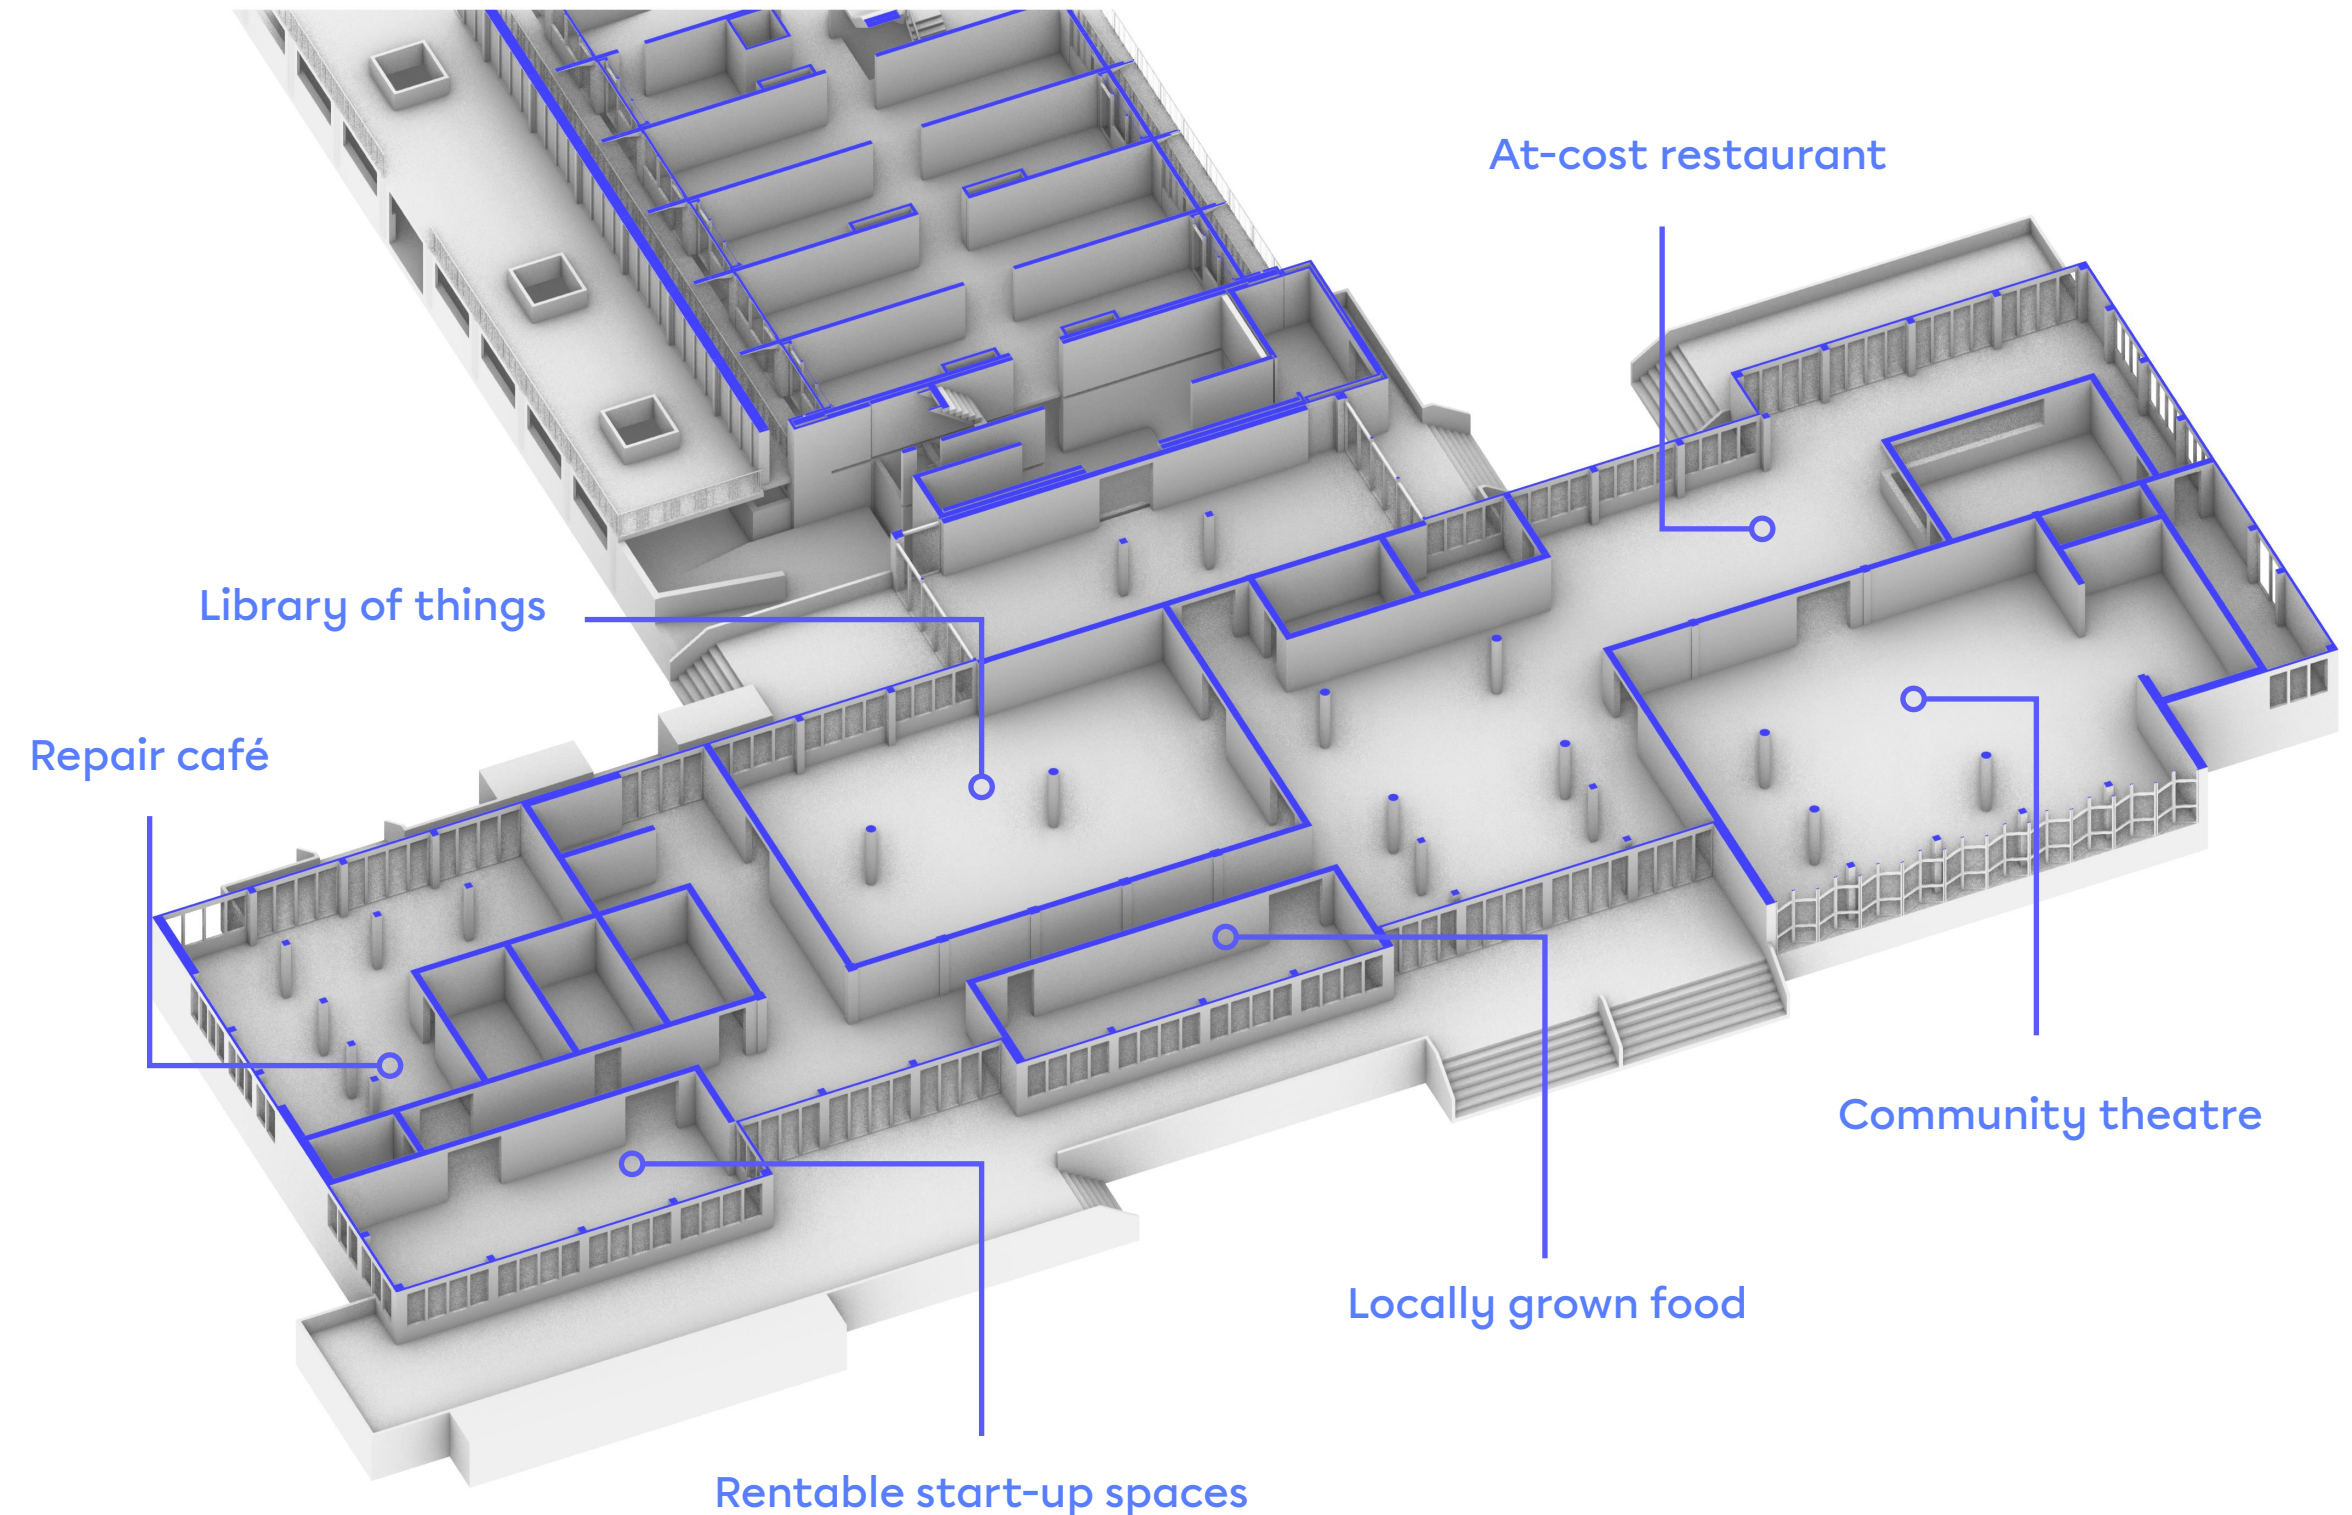 At-cost restaurant
Library of things
Repair café
Community theatre
Locally grown food
Rentable start-up spaces